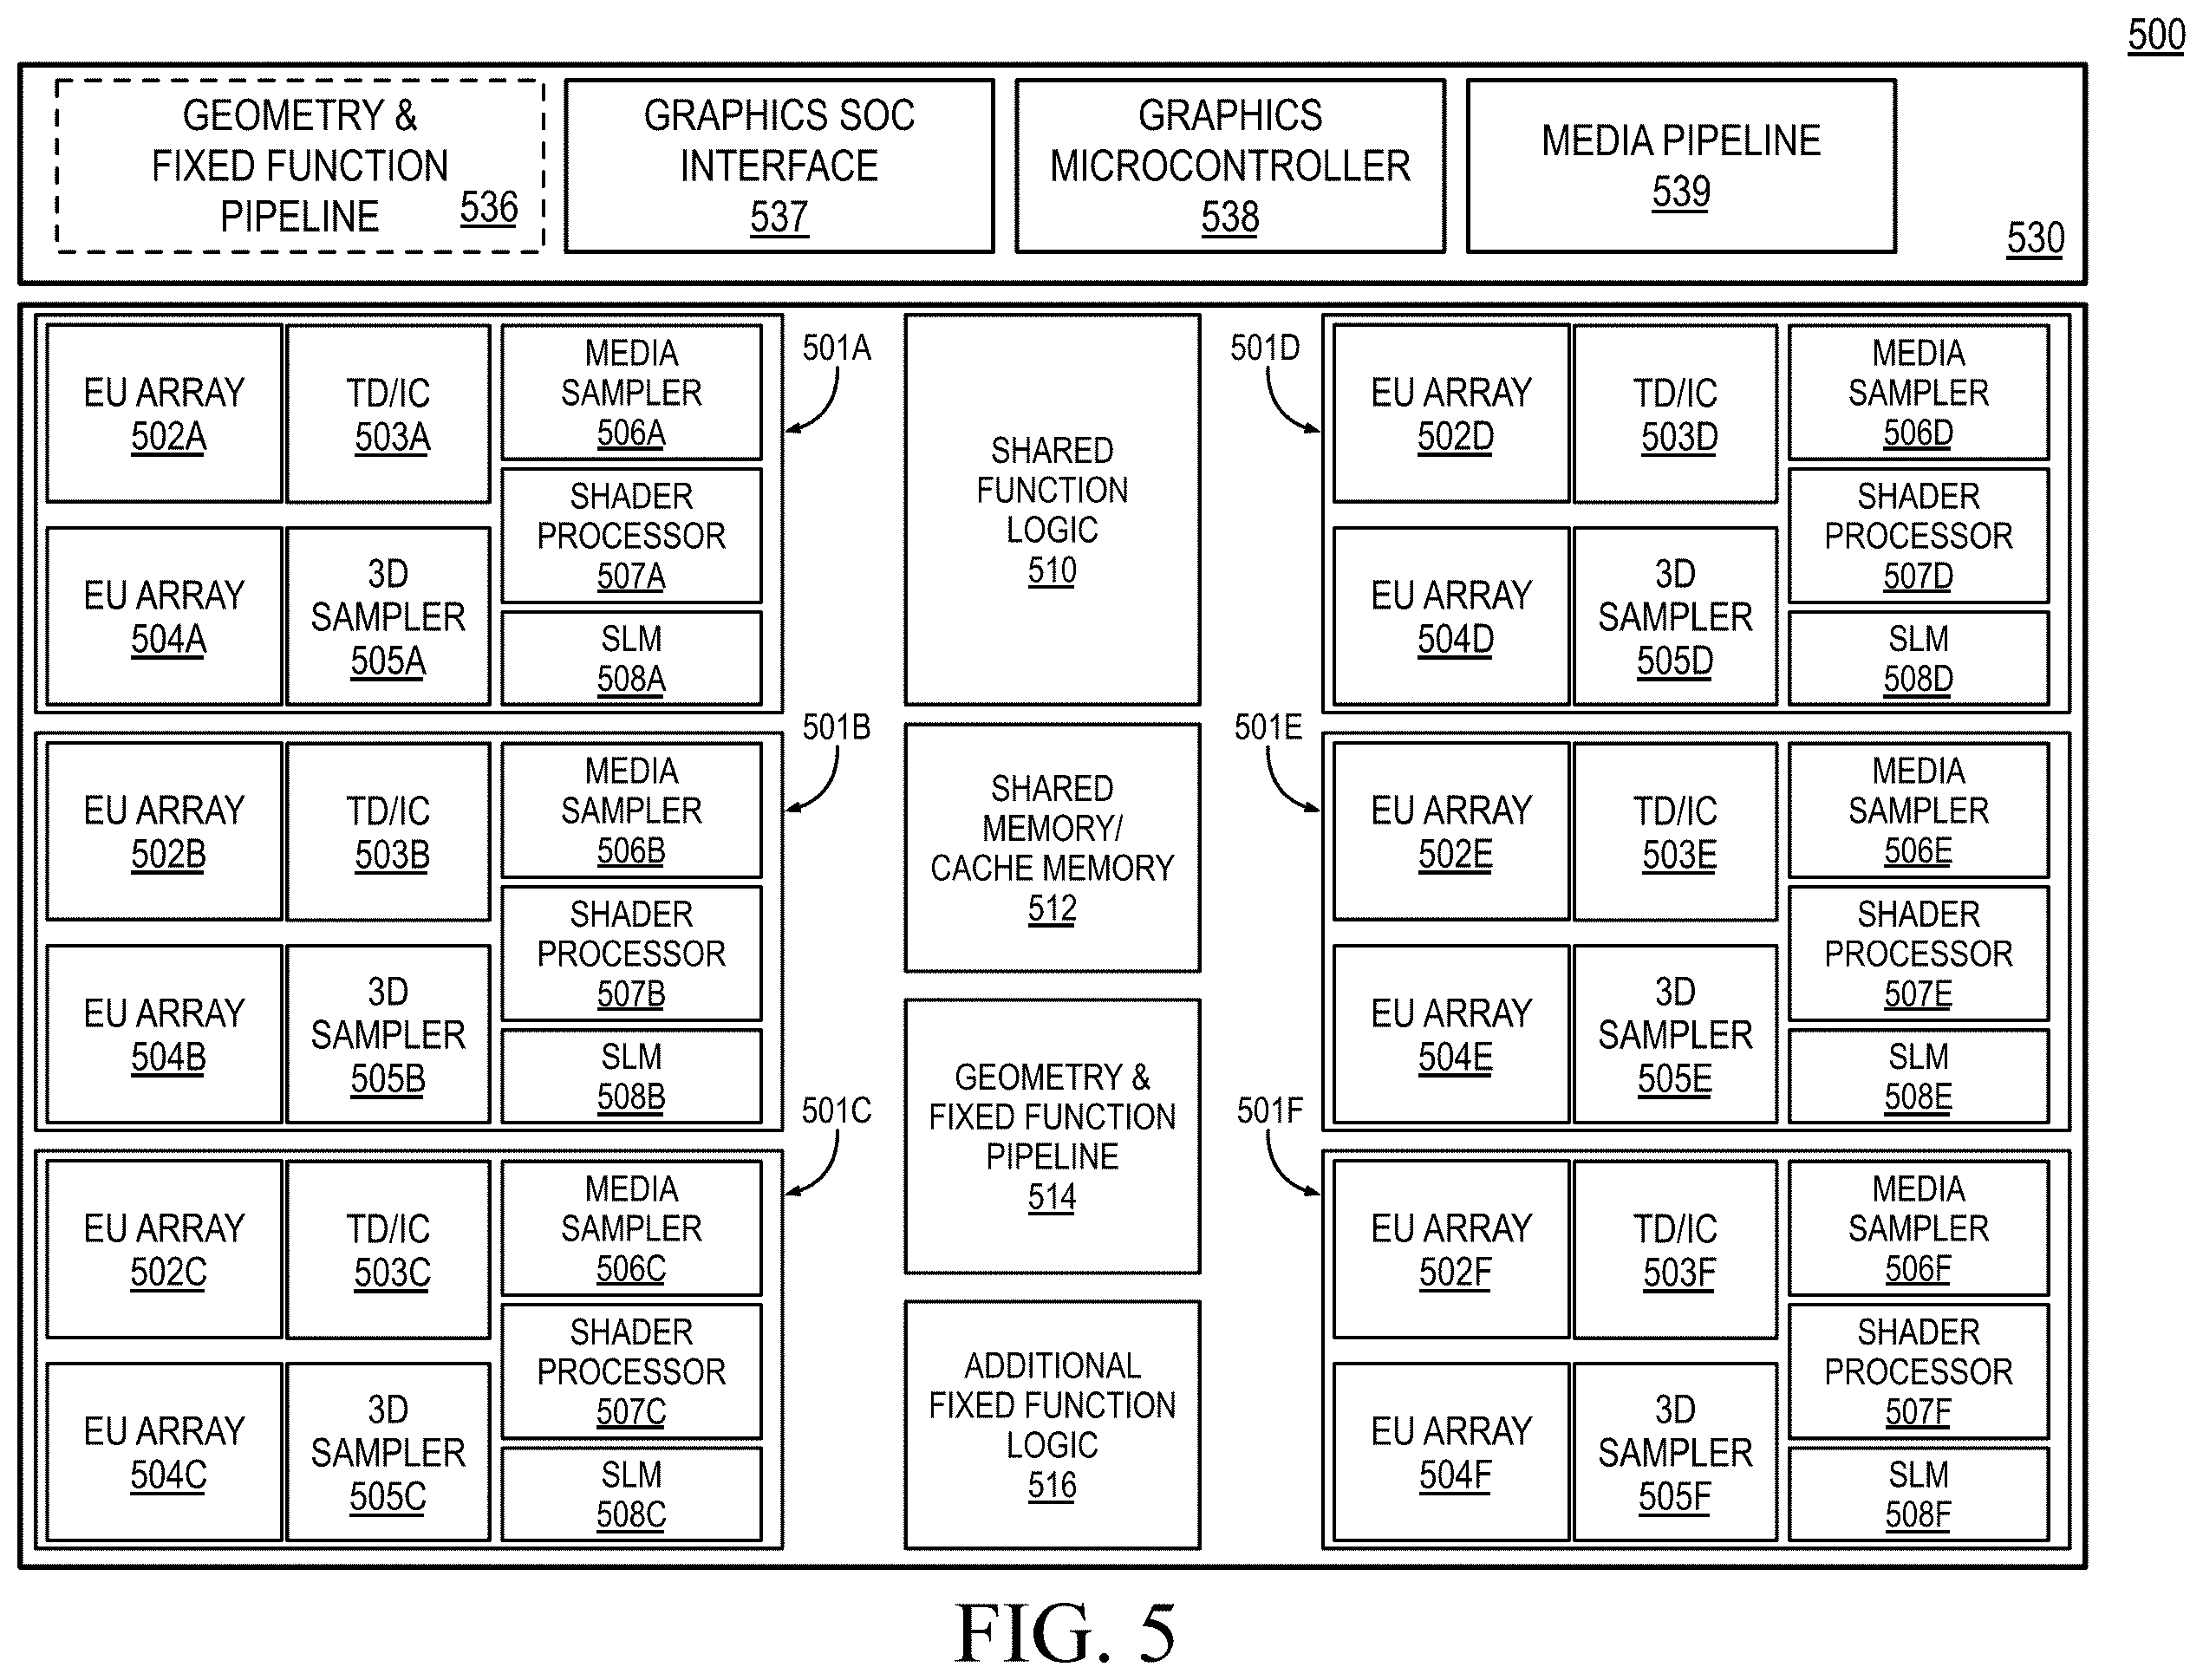 500
GEOMETRY &
FIXED FUNCTION
PIPELINE 536
GRAPHICS SOC
INTERFACE
537
GRAPHICS
MICROCONTROLLER
538
MEDIA PIPELINE
539
530
EU ARRAY
502A
TD/IC
503A
MEDIA
SAMPLER
506A
SHADER
PROCESSOR
507A
EU ARRAY
504A
3D
SAMPLER
505A
SLM
508A
501A
EU ARRAY
502B
TD/IC
503B
MEDIA
SAMPLER
506B
SHADER
PROCESSOR
507B
EU ARRAY
504B
3D
SAMPLER
505B
SLM
508B
501B
EU ARRAY
502C
TD/IC
503C
MEDIA
SAMPLER
506C
SHADER
PROCESSOR
507C
EU ARRAY
504C
3D
SAMPLER
505C
SLM
508C
501C
SHARED
FUNCTION
LOGIC
510
SHARED
MEMORY/
CACHE MEMORY
512
GEOMETRY &
FIXED FUNCTION
PIPELINE
514
ADDITIONAL
FIXED FUNCTION
LOGIC
516
501D
EU ARRAY
502D
TD/IC
503D
MEDIA
SAMPLER
506D
SHADER
PROCESSOR
507D
EU ARRAY
504D
3D
SAMPLER
505D
SLM
508D
501E
EU ARRAY
502E
TD/IC
503E
MEDIA
SAMPLER
506E
SHADER
PROCESSOR
507E
EU ARRAY
504E
3D
SAMPLER
505E
SLM
508E
501F
EU ARRAY
502F
TD/IC
503F
MEDIA
SAMPLER
506F
SHADER
PROCESSOR
507F
EU ARRAY
504F
3D
SAMPLER
505F
SLM
508F
FIG. 5